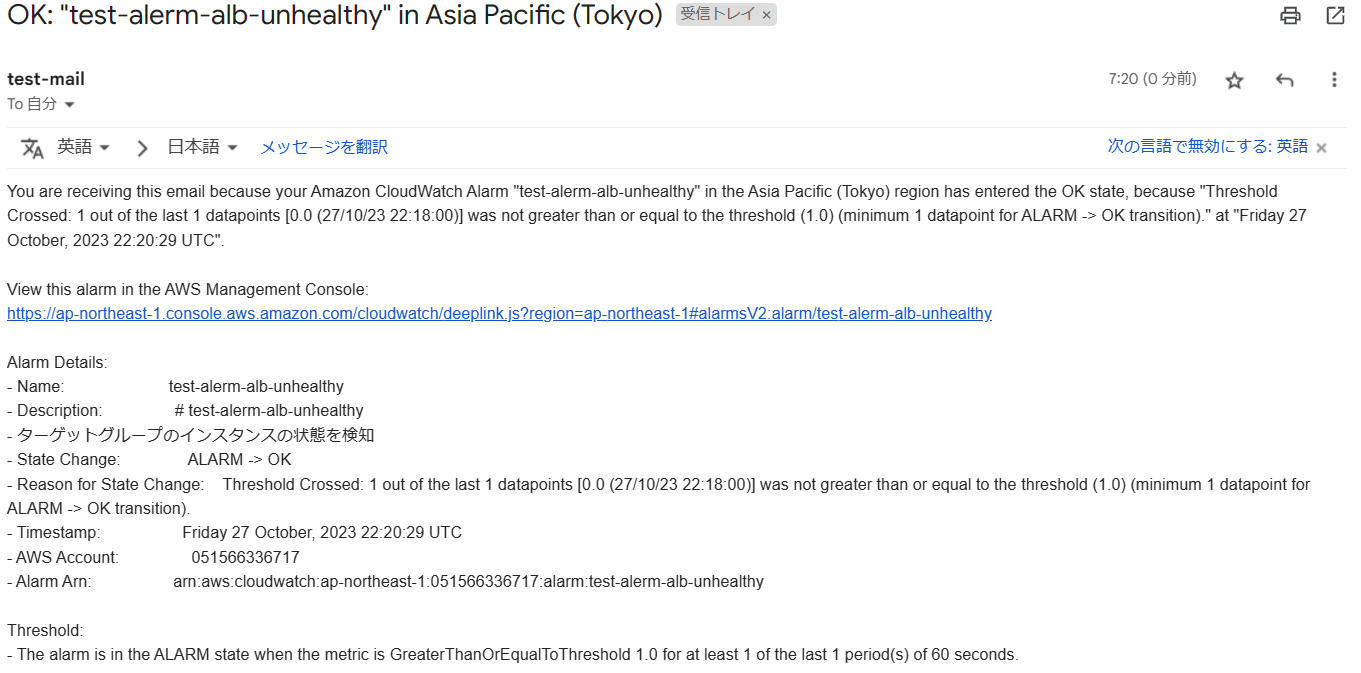 OK: "test-alerm-alb-unhealthy" in Asia Pacific (Tokyo) 受信トレイ ×
test-mail
7:20 (0 分前)
To 自分
英語 日本語 メッセージを翻訳 次の言語で無効にする: 英語 ×
You are receiving this email because your Amazon CloudWatch Alarm "test-alerm-alb-unhealthy" in the Asia Pacific (Tokyo) region has entered the OK state, because "Threshold
Crossed: 1 out of the last 1 datapoints [0.0 (27/10/23 22:18:00)] was not greater than or equal to the threshold (1.0) (minimum 1 datapoint for ALARM -> OK transition)." at "Friday 27
October, 2023 22:20:29 UTC".
View this alarm in the AWS Management Console:
https://ap-northeast-1.console.aws.amazon.com/cloudwatch/deeplink.js?region=ap-northeast-1#alarmsV2:alarm/test-alerm-alb-unhealthy
Alarm Details:
- Name: test-alerm-alb-unhealthy
- Description: # test-alerm-alb-unhealthy
- ターゲットグループのインスタンスの状態を検知
- State Change: ALARM -> OK
- Reason for State Change: Threshold Crossed: 1 out of the last 1 datapoints [0.0 (27/10/23 22:18:00)] was not greater than or equal to the threshold (1.0) (minimum 1 datapoint for
ALARM -> OK transition).
- Timestamp: Friday 27 October, 2023 22:20:29 UTC
- AWS Account: 051566336717
- Alarm Arn: arn:aws:cloudwatch:ap-northeast-1:051566336717:alarm:test-alerm-alb-unhealthy
Threshold:
- The alarm is in the ALARM state when the metric is GreaterThanOrEqualToThreshold 1.0 for at least 1 of the last 1 period(s) of 60 seconds.